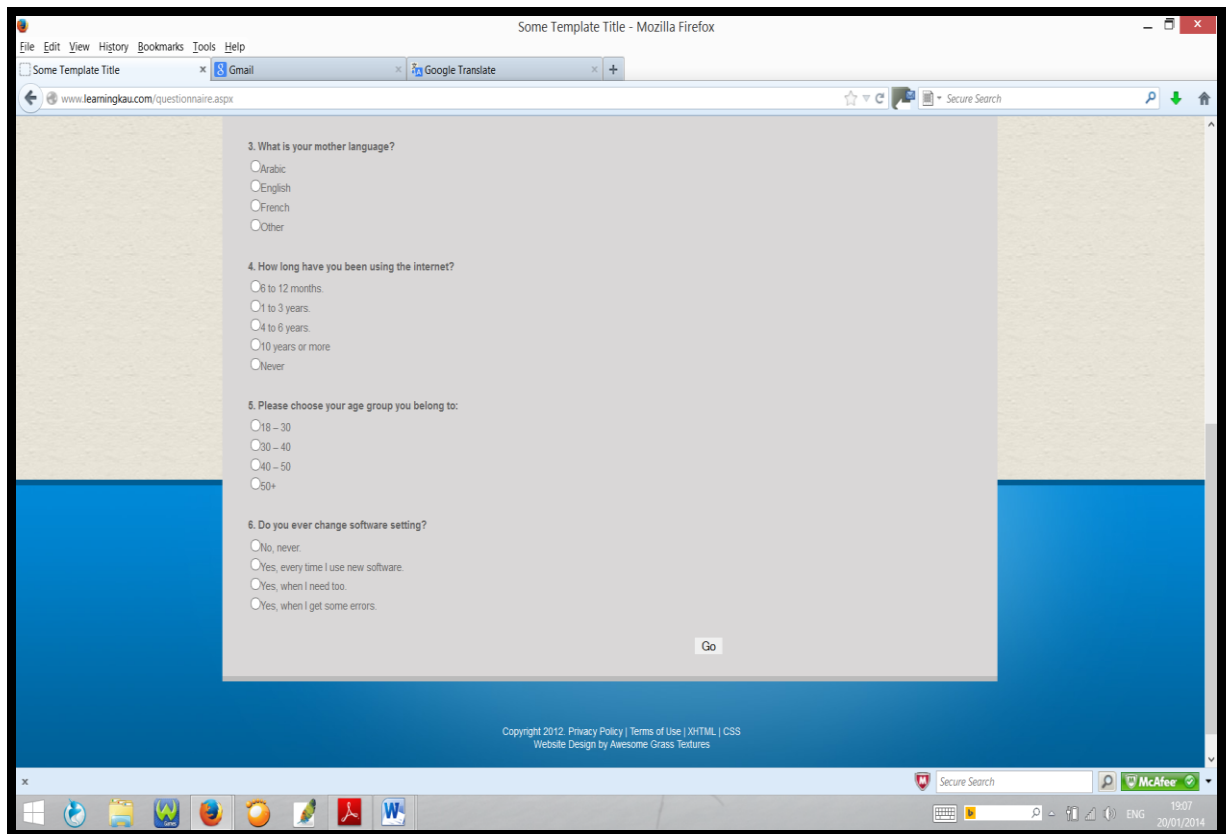 Some Template Title - Mozilla Firefox
File Edit View History Bookmarks Tools Help
Some Template Title
Gmail
Google Translate
www.learningkau.com/questionnaire.aspx
Secure Search
3. What is your mother language?
Arabic
English
French
Other
4. How long have you been using the internet?
6 to 12 months.
1 to 3 years.
4 to 6 years.
10 years or more
Never
5. Please choose your age group you belong to:
18 – 30
30 – 40
40 – 50
50+
6. Do you ever change software setting?
No, never.
Yes, every time I use new software.
Yes, when I need too.
Yes, when I get some errors.
Go
Copyright 2012. Privacy Policy | Terms of Use | XHTML | CSS
Website Design by Awesome Grass Textures
Secure Search
McAfee
Games
ENG
19:07
20/01/2014